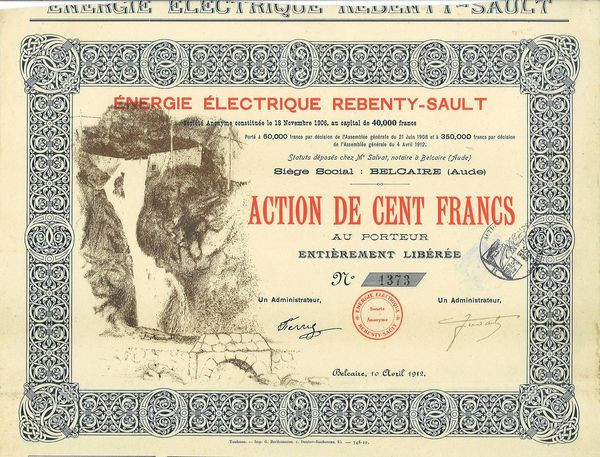 ÉNERGIE ÉLECTRIQUE REBENTY-SAULT
ÉNERGIE ÉLECTRIQUE REBENTY-SAULT
Société Anonyme constituée le 18 Novembre 1906, au capital de 40,000 francs
Porté à 60,000 francs par décision de l'Assemblée générale du 21 Juin 1908 et à 350,000 francs par décision
de l'Assemblée générale du 4 Avril 1912.
Statuts déposés chez Mᵉ Salvat, notaire à Belcaire (Aude)
Siège Social : BELCAIRE (Aude)
ACTION DE CENT FRANCS
AU PORTEUR
ENTIÈREMENT LIBÉRÉE
Nº 1373
Un Administrateur,
ÉNERGIE ÉLECTRIQUE
Société
Anonyme
REBENTY-SAULT
Un Administrateur,
Belcaire, 10 Avril 1912.
Toulouse. — Imp. G.